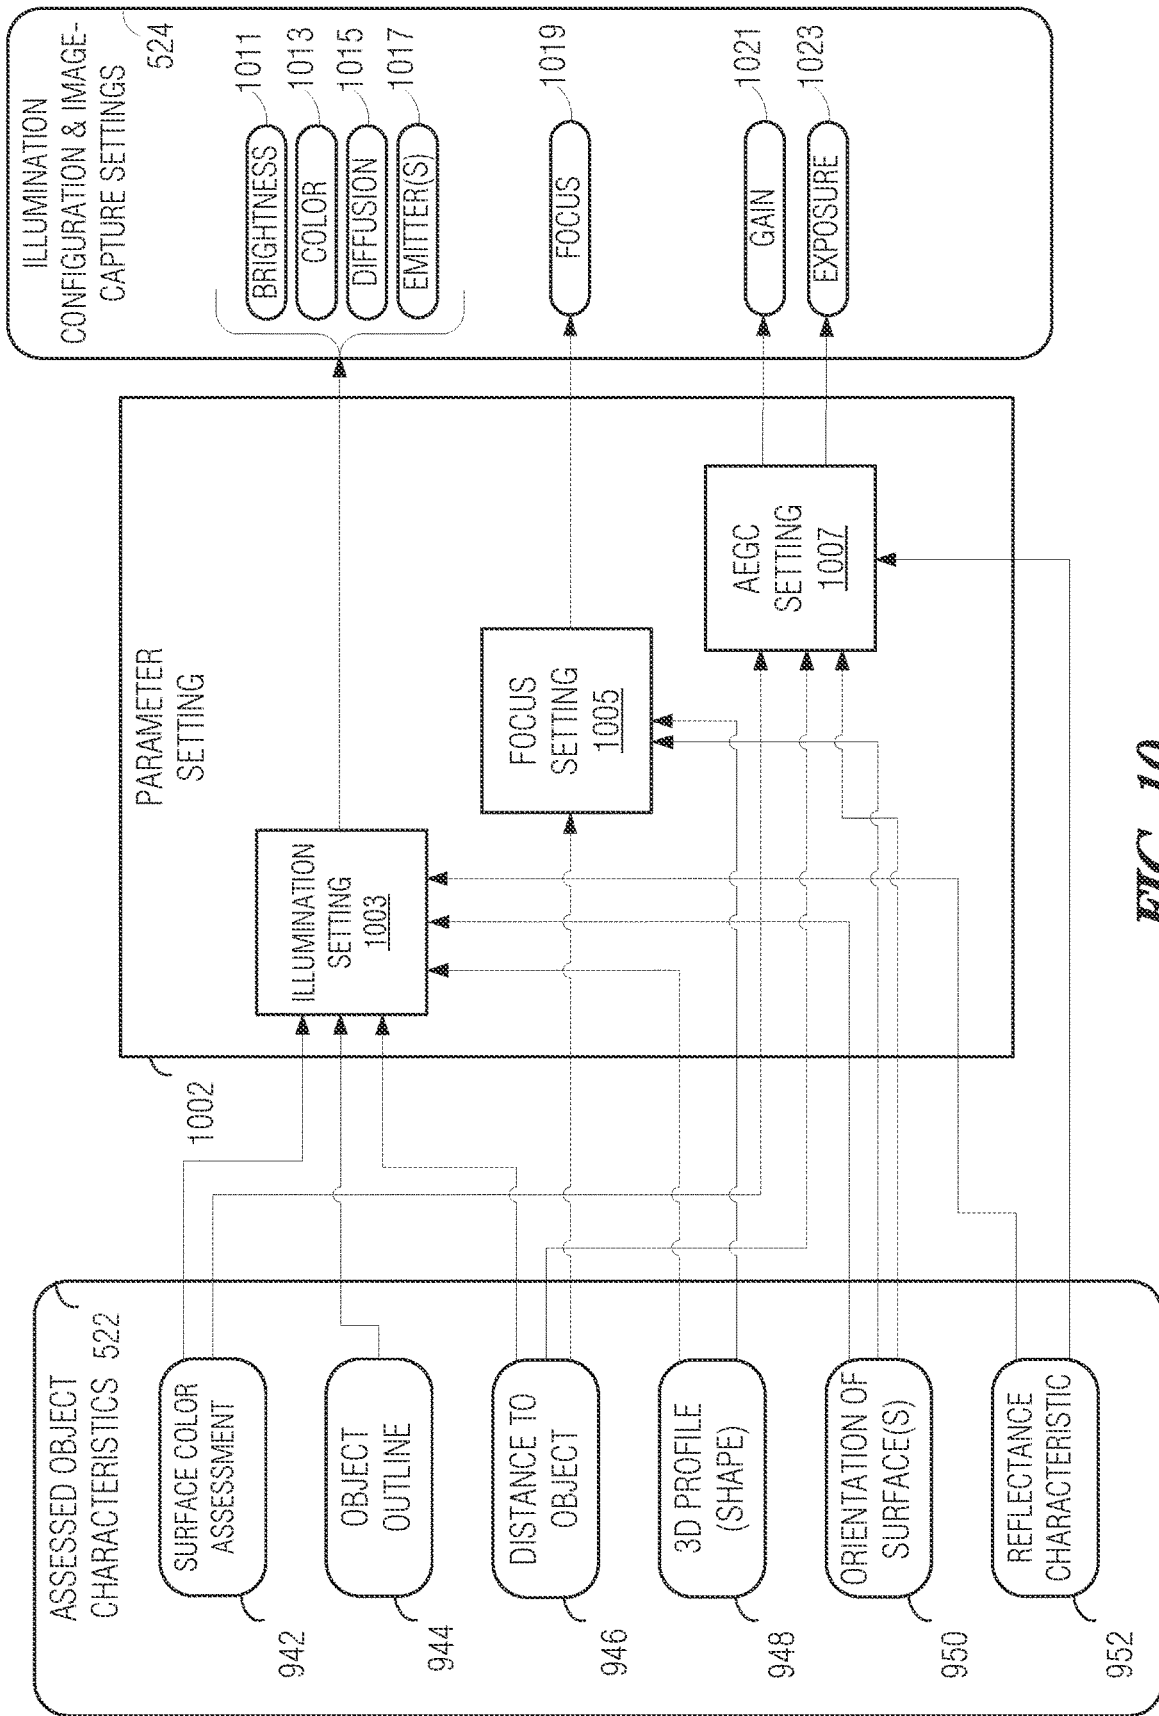 ASSESSED OBJECT
CHARACTERISTICS 522
SURFACE COLOR
ASSESSMENT
942
OBJECT
OUTLINE
944
DISTANCE TO
OBJECT
946
3D PROFILE
(SHAPE)
948
ORIENTATION OF
SURFACE(S)
950
REFLECTANCE
CHARACTERISTIC
952
1002
PARAMETER
SETTING
ILLUMINATION
SETTING
1003
FOCUS
SETTING
1005
AEGC
SETTING
1007
ILLUMINATION
CONFIGURATION & IMAGE-
CAPTURE SETTINGS
524
BRIGHTNESS
1011
COLOR
1013
DIFFUSION
1015
EMITTER(S)
1017
FOCUS
1019
GAIN
1021
EXPOSURE
1023
FIG. 10